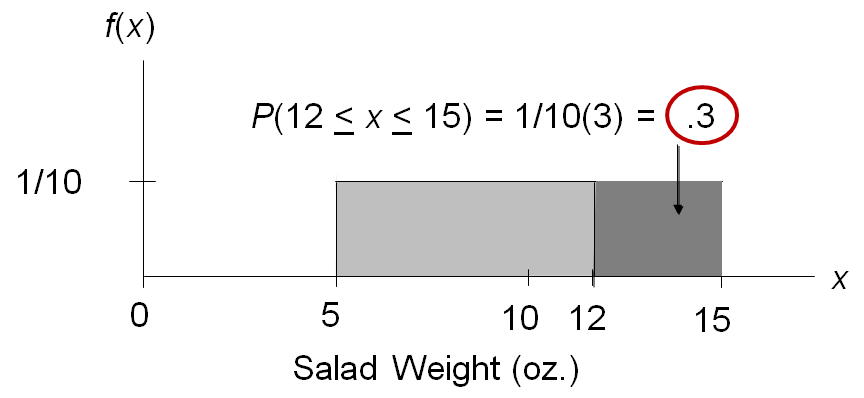 f(x)
P(12 ≤ x ≤ 15) = 1/10(3) = .3
1/10
x
0 5 10 12 15
Salad Weight (oz.)